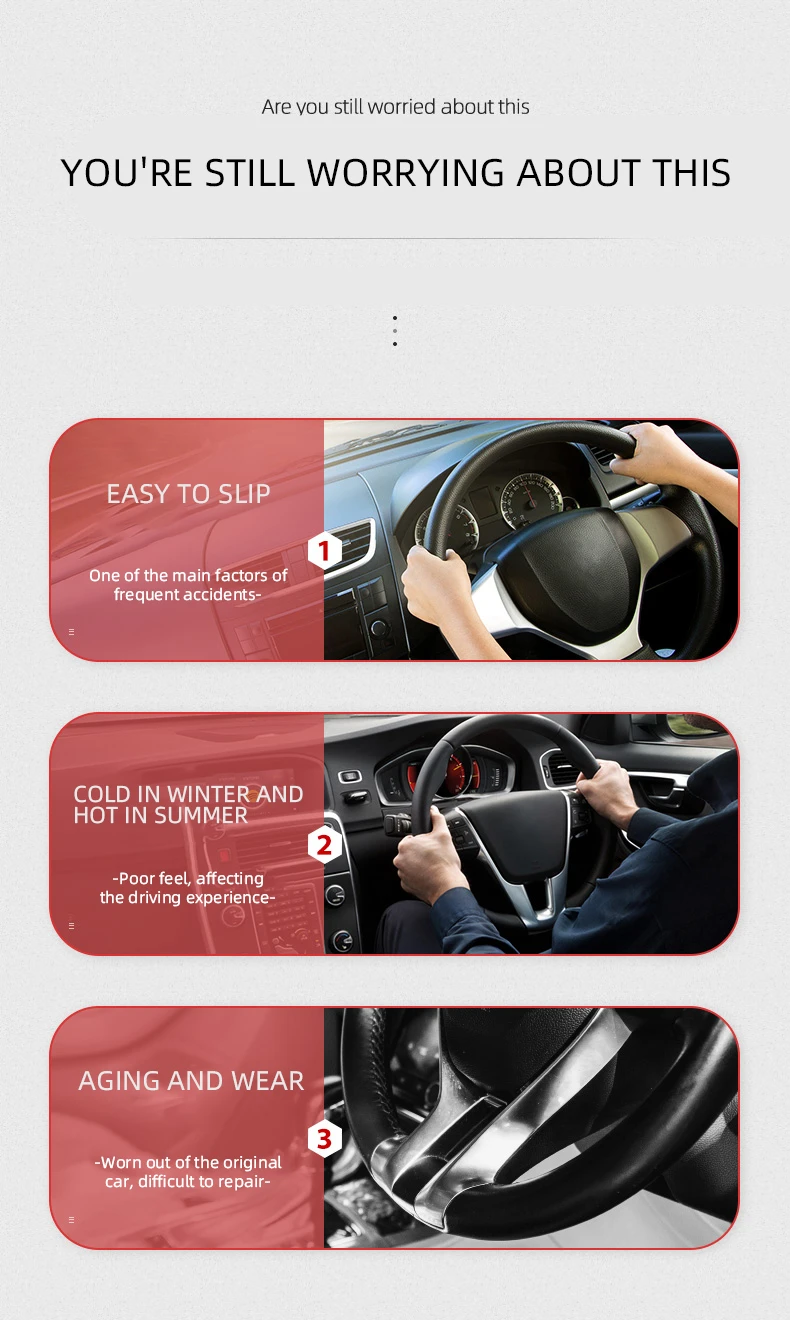 Are you still worried about this
YOU'RE STILL WORRYING ABOUT THIS
EASY TO SLIP
One of the main factors of
frequent accidents-
1
COLD IN WINTER AND
HOT IN SUMMER
-Poor feel, affecting
the driving experience-
2
AGING AND WEAR
-Worn out of the original
car, difficult to repair-
3